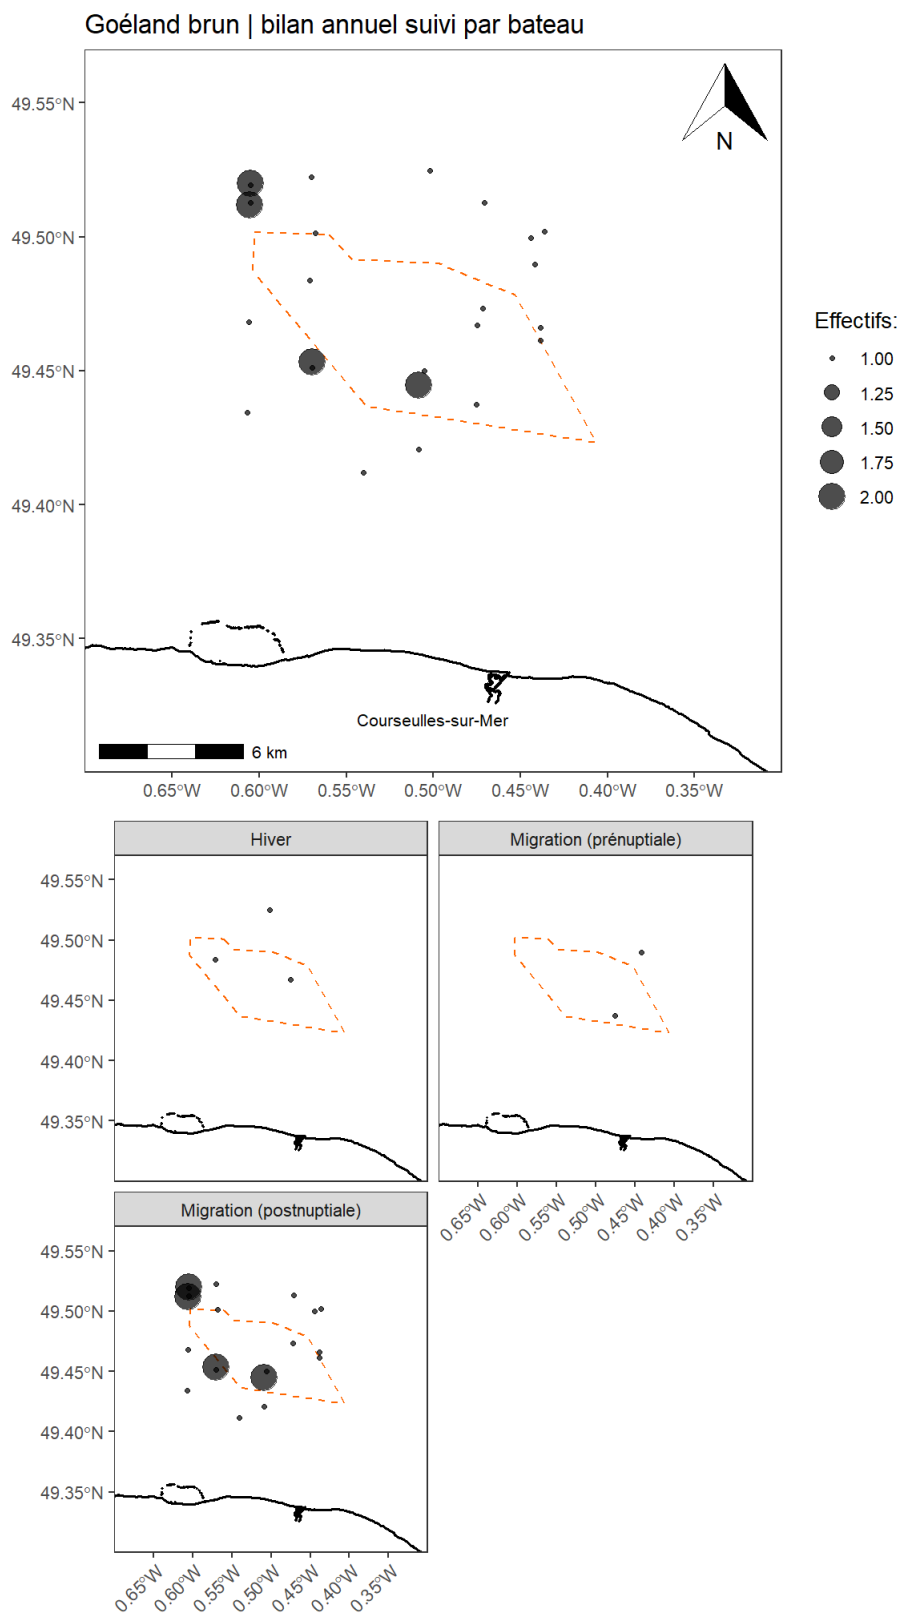 Goéland brun | bilan annuel suivi par bateau
N
49.55°N
49.50°N
49.45°N
49.40°N
49.35°N
Courseulles-sur-Mer
6 km
0.65°W 0.60°W 0.55°W 0.50°W 0.45°W 0.40°W 0.35°W
Effectifs:
1.00
1.25
1.50
1.75
2.00
Hiver
49.55°N
49.50°N
49.45°N
49.40°N
49.35°N
Migration (prénuptiale)
0.65°W 0.60°W 0.55°W 0.50°W 0.45°W 0.40°W 0.35°W
Migration (postnuptiale)
49.55°N
49.50°N
49.45°N
49.40°N
49.35°N
0.65°W 0.60°W 0.55°W 0.50°W 0.45°W 0.40°W 0.35°W